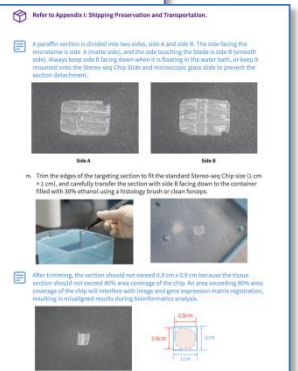 Refer to Appendix I: Shipping Preservation and Transportation.
A paraffin section is divided into two sides, side A and side B. The side facing the
microtome is side A (matte side), and the side touching the blade is side B (smooth
side). Always keep side B facing down when it is floating in the water bath, or keep it
mounted onto the Stereo-seq Chip Slide and microscopic glass slide to prevent the
section detachment.
Side A
Side B
m. Trim the edges of the targeting section to fit the standard Stereo-seq Chip size (1 cm
× 1 cm), and carefully transfer the section with side B facing down to the container
filled with 30% ethanol using a histology brush or clean forceps.
After trimming, the section should not exceed 0.9 cm x 0.9 cm because the tissue
section should not exceed 80% area coverage of the chip. An area exceeding 80% area
coverage of the chip will interfere with image and gene expression matrix registration,
resulting in misaligned results during bioinformatics analysis.
0.9cm
0.9cm
1cm
1cm